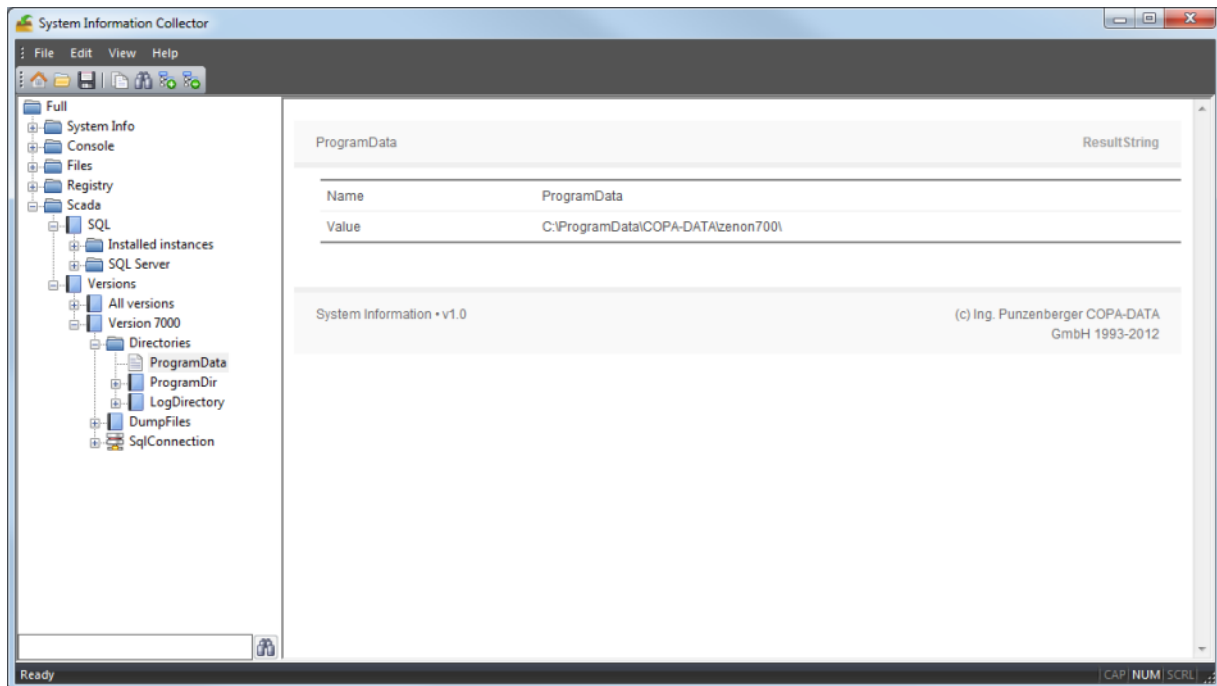 System Information Collector
File Edit View Help
Full
System Info
Console
Files
Registry
Scada
SQL
Installed instances
SQL Server
Versions
All versions
Version 7000
Directories
ProgramData
ProgramDir
LogDirectory
DumpFiles
SqlConnection
ProgramData ResultString
Name ProgramData
Value C:\ProgramData\COPA-DATA\zenon700\
System Information • v1.0 (c) Ing. Punzenberger COPA-DATA
GmbH 1993-2012
Ready CAP NUM SCRL